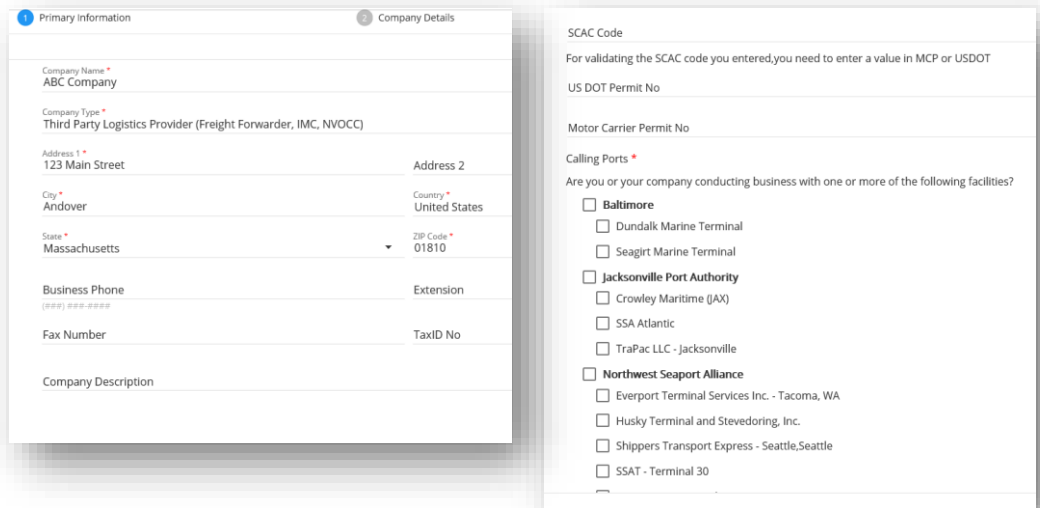 1 Primary Information
2 Company Details
Company Name *
ABC Company
Company Type *
Third Party Logistics Provider (Freight Forwarder, IMC, NVOCC)
Address 1 *
123 Main Street
Address 2
City *
Andover
Country *
United States
State *
Massachusetts
ZIP Code *
01810
Business Phone
Extension
(###) ###-####
Fax Number
TaxID No
Company Description
SCAC Code
For validating the SCAC code you entered,you need to enter a value in MCP or USDOT
US DOT Permit No
Motor Carrier Permit No
Calling Ports *
Are you or your company conducting business with one or more of the following facilities?
Baltimore
Dundalk Marine Terminal
Seagirt Marine Terminal
Jacksonville Port Authority
Crowley Maritime (JAX)
SSA Atlantic
TraPac LLC - Jacksonville
Northwest Seaport Alliance
Everport Terminal Services Inc. - Tacoma, WA
Husky Terminal and Stevedoring, Inc.
Shippers Transport Express - Seattle,Seattle
SSAT - Terminal 30